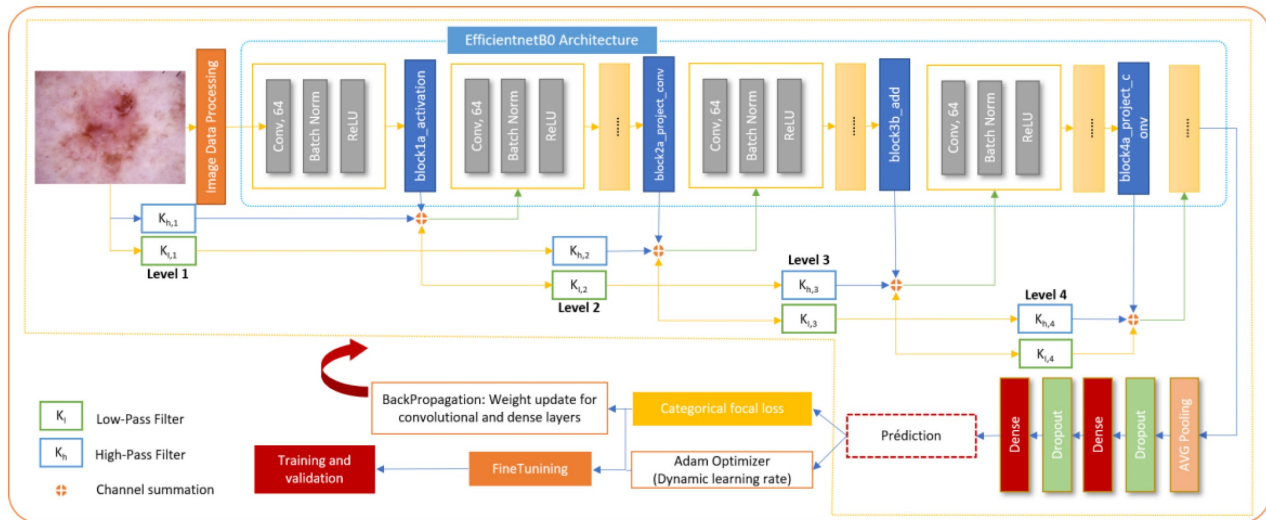 EfficientnetB0 Architecture
Image Data Processing
Conv, 64
Batch Norm
ReLU
block1a_activation
Conv, 64
Batch Norm
ReLU
......
block2a_project_conv
Conv, 64
Batch Norm
ReLU
......
block3b_add
Conv, 64
Batch Norm
ReLU
......
block4a_project_c
onv
......
Kh,1
Kl,1
Level 1
Kh,2
Kl,2
Level 2
Level 3
Kh,3
Kl,3
Level 4
Kh,4
Kl,4
Kl
Low-Pass Filter
Kh
High-Pass Filter
Channel summation
BackPropagation: Weight update for
convolutional and dense layers
Categorical focal loss
Training and
validation
FineTunining
Adam Optimizer
(Dynamic learning rate)
Prédiction
Dense
Dropout
Dense
Dropout
AVG Pooling